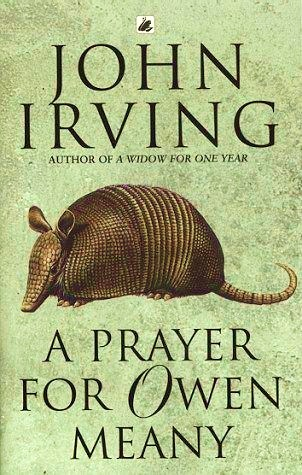 JOHN
IRVING
AUTHOR OF A WIDOW FOR ONE YEAR
A PRAYER
FOR OWEN
MEANY